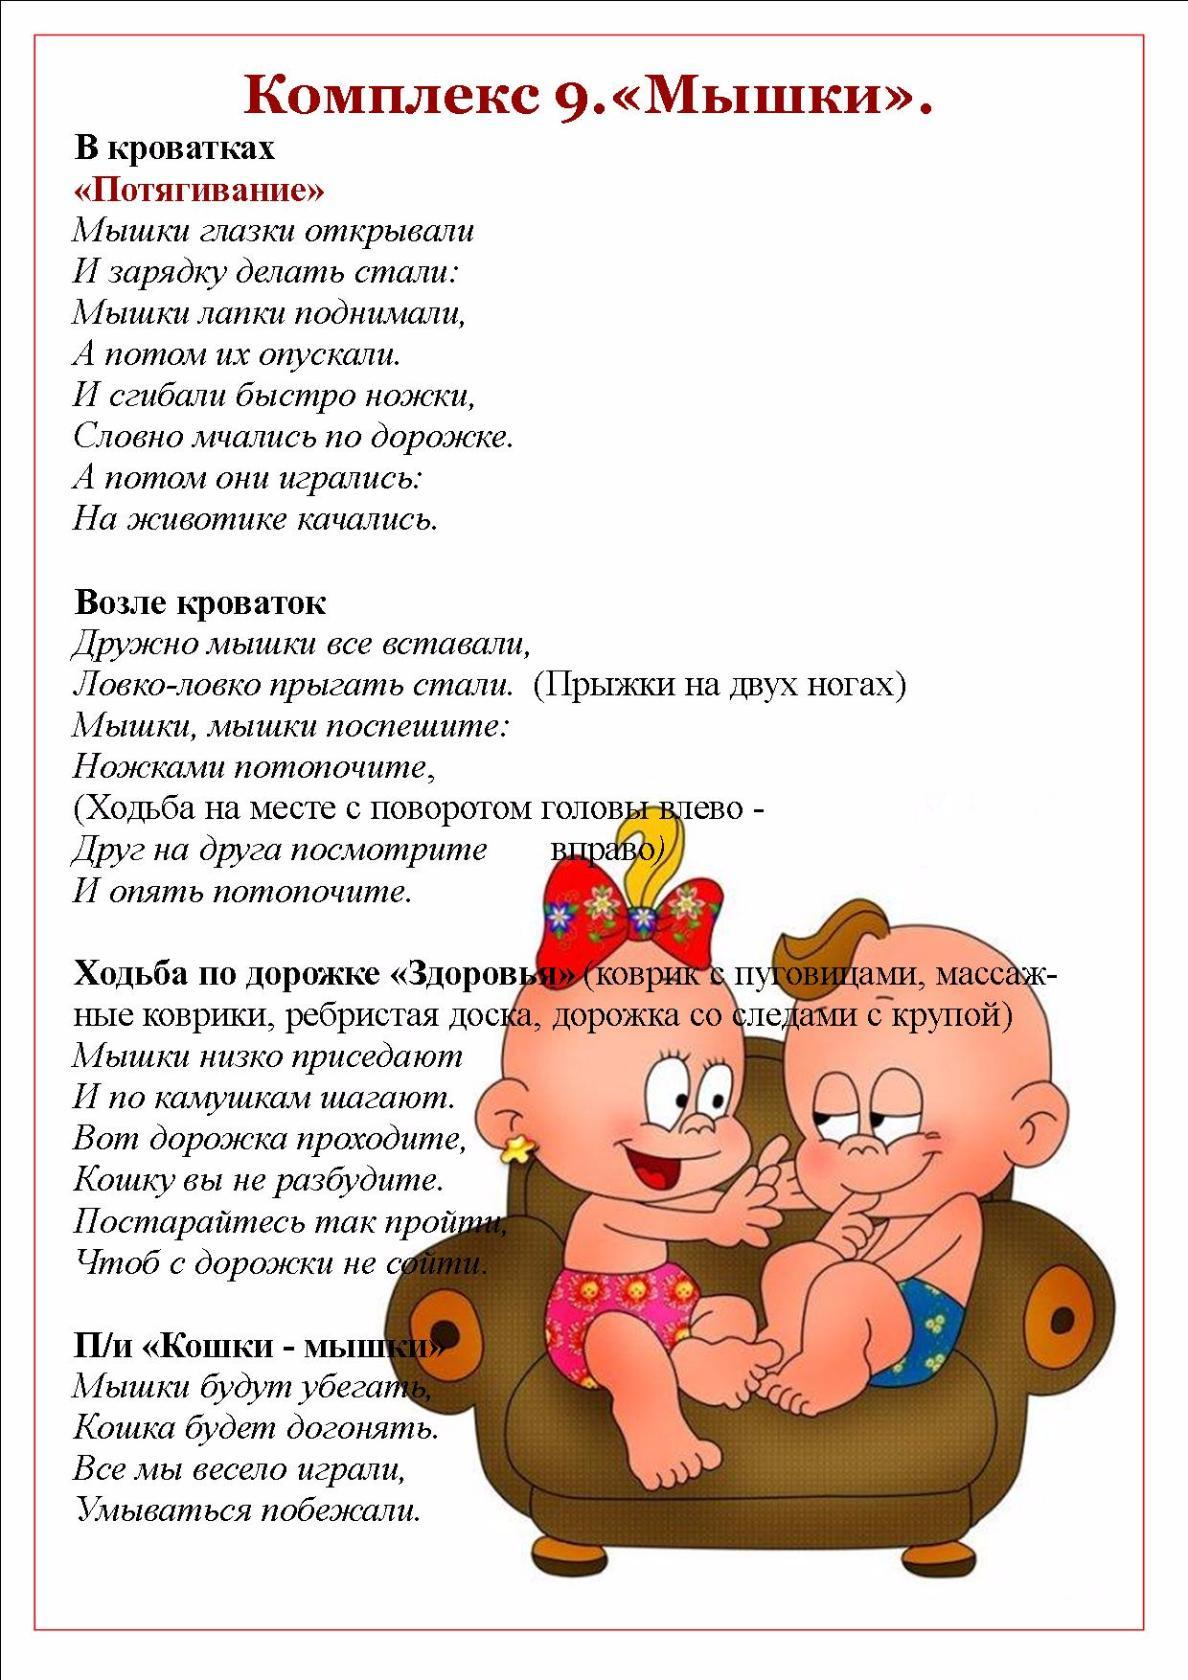 Комплекс 9.«Мышки».
В кроватках
«Потягивание»
Мышки глазки открывали
И зарядку делать стали:
Мышки лапки поднимали,
А потом их опускали.
И сгибали быстро ножки,
Словно мчались по дорожке.
А потом они игрались:
На животике качались.
Возле кроваток
Дружно мышки все вставали,
Ловко-ловко прыгать стали. (Прыжки на двух ногах)
Мышки, мышки поспешите:
Ножками потопочите,
(Ходьба на месте с поворотом головы влево -
Друг на друга посмотрите вправо)
И опять потопочите.
Ходьба по дорожке «Здоровья» (коврик с пуговицами, массаж-
ные коврики, ребристая доска, дорожка со следами с крупой)
Мышки низко приседают
И по камушкам шагают.
Вот дорожка проходите,
Кошку вы не разбудите.
Постарайтесь так пройти,
Чтоб с дорожки не сойти.
П/и «Кошки - мышки»
Мышки будут убегать,
Кошка будет догонять.
Все мы весело играли,
Умываться побежали.